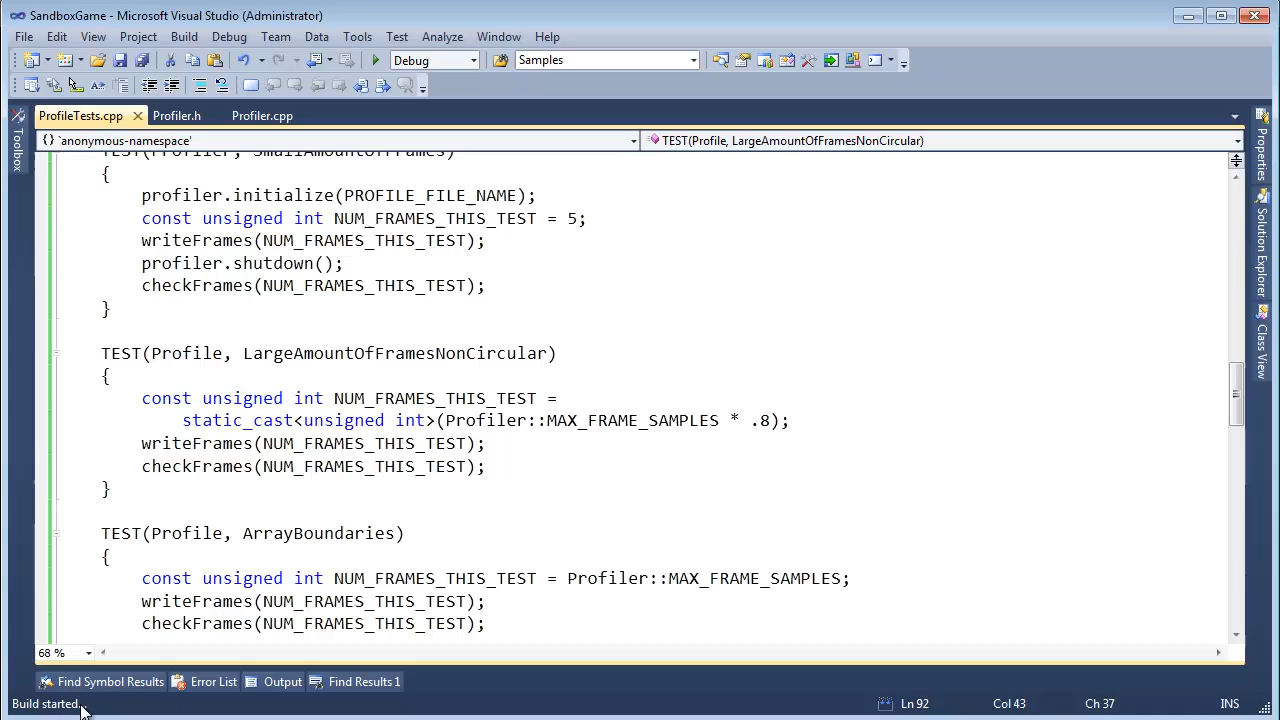 SandboxGame - Microsoft Visual Studio (Administrator)
File Edit View Project Build Debug Team Data Tools Test Analyze Window Help
Debug Samples
ProfileTests.cpp Profiler.h Profiler.cpp
{} `anonymous-namespace' TEST(Profile, LargeAmountOfFramesNonCircular)
TEST(Profiler, SmallAmountOfFrames)
{
profiler.initialize(PROFILE_FILE_NAME);
const unsigned int NUM_FRAMES_THIS_TEST = 5;
writeFrames(NUM_FRAMES_THIS_TEST);
profiler.shutdown();
checkFrames(NUM_FRAMES_THIS_TEST);
}
TEST(Profile, LargeAmountOfFramesNonCircular)
{
const unsigned int NUM_FRAMES_THIS_TEST =
static_cast<unsigned int>(Profiler::MAX_FRAME_SAMPLES * .8);
writeFrames(NUM_FRAMES_THIS_TEST);
checkFrames(NUM_FRAMES_THIS_TEST);
}
TEST(Profile, ArrayBoundaries)
{
const unsigned int NUM_FRAMES_THIS_TEST = Profiler::MAX_FRAME_SAMPLES;
writeFrames(NUM_FRAMES_THIS_TEST);
checkFrames(NUM_FRAMES_THIS_TEST);
Toolbox
Properties
Solution Explorer
Class View
68 %
Find Symbol Results Error List Output Find Results 1
Build started... Ln 92 Col 43 Ch 37 INS